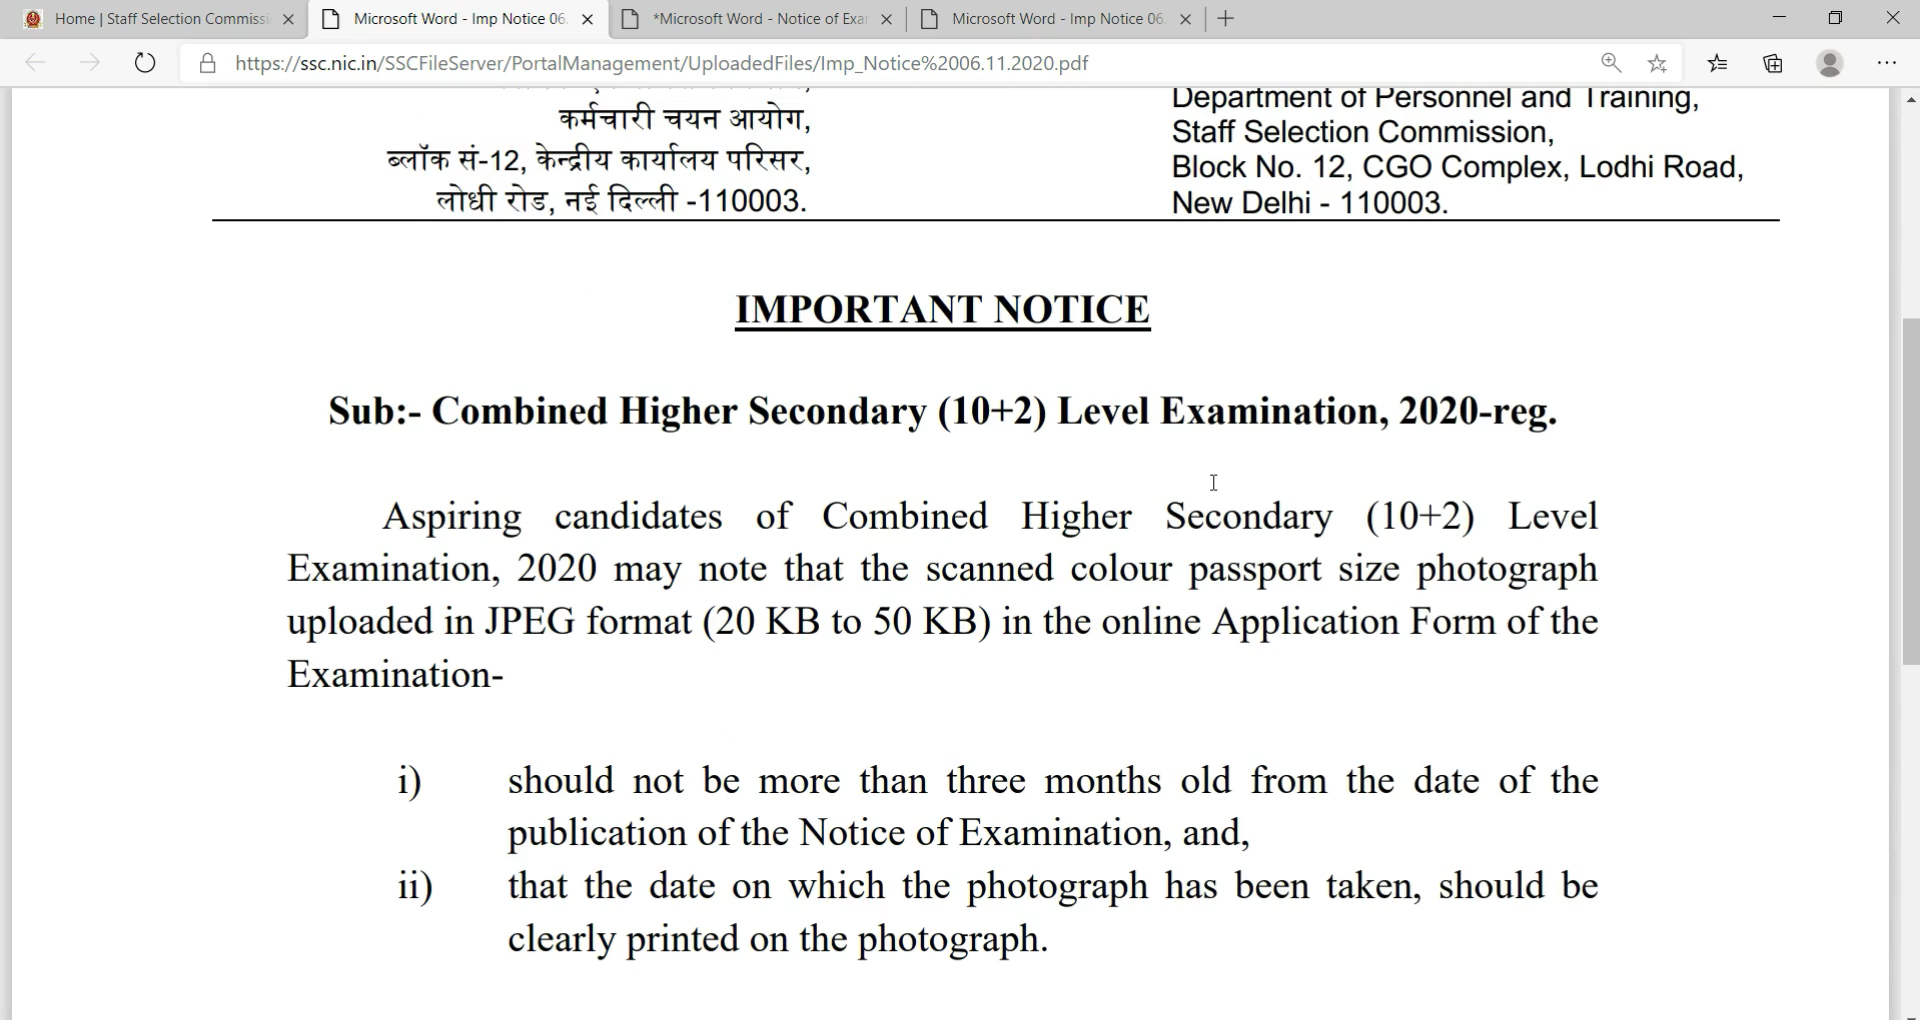 Home | Staff Selection Commissi
Microsoft Word - Imp Notice 06.
*Microsoft Word - Notice of Exar
Microsoft Word - Imp Notice 06.
https://ssc.nic.in/SSCFileServer/PortalManagement/UploadedFiles/Imp_Notice%2006.11.2020.pdf
कर्मचारी चयन आयोग,
ब्लॉक सं-12, केन्द्रीय कार्यालय परिसर,
लोधी रोड, नई दिल्ली -110003.
Department of Personnel and Training,
Staff Selection Commission,
Block No. 12, CGO Complex, Lodhi Road,
New Delhi - 110003.
IMPORTANT NOTICE
Sub:- Combined Higher Secondary (10+2) Level Examination, 2020-reg.
Aspiring candidates of Combined Higher Secondary (10+2) Level
Examination, 2020 may note that the scanned colour passport size photograph
uploaded in JPEG format (20 KB to 50 KB) in the online Application Form of the
Examination-
i) should not be more than three months old from the date of the
publication of the Notice of Examination, and,
ii) that the date on which the photograph has been taken, should be
clearly printed on the photograph.